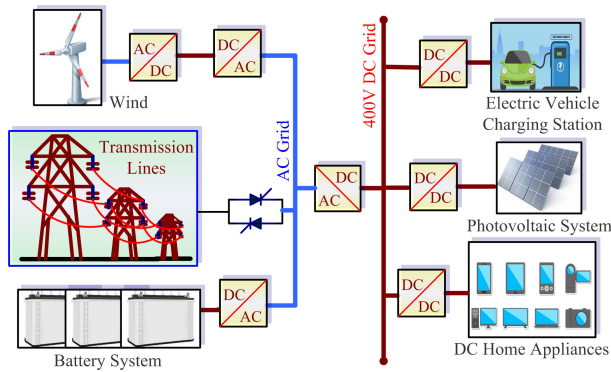 AC
DC
DC
AC
Wind
400V DC Grid
DC
DC
Electric Vehicle
Charging Station
Transmission
Lines
AC Grid
DC
AC
DC
DC
Photovoltaic System
DC
AC
Battery System
DC
DC
DC Home Appliances